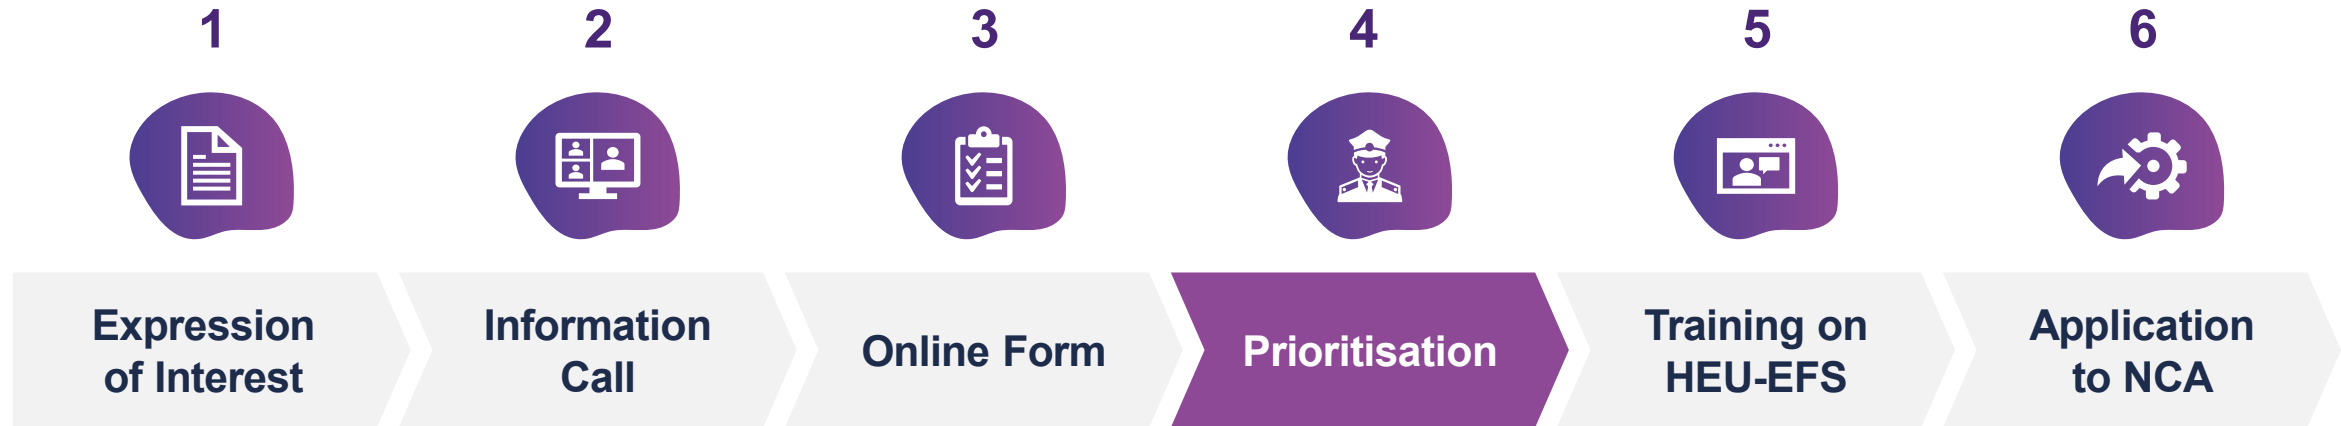 1
2
3
4
5
6
Expression
of Interest
Information
Call
Online Form
Prioritisation
Training on
HEU-EFS
Application
to NCA